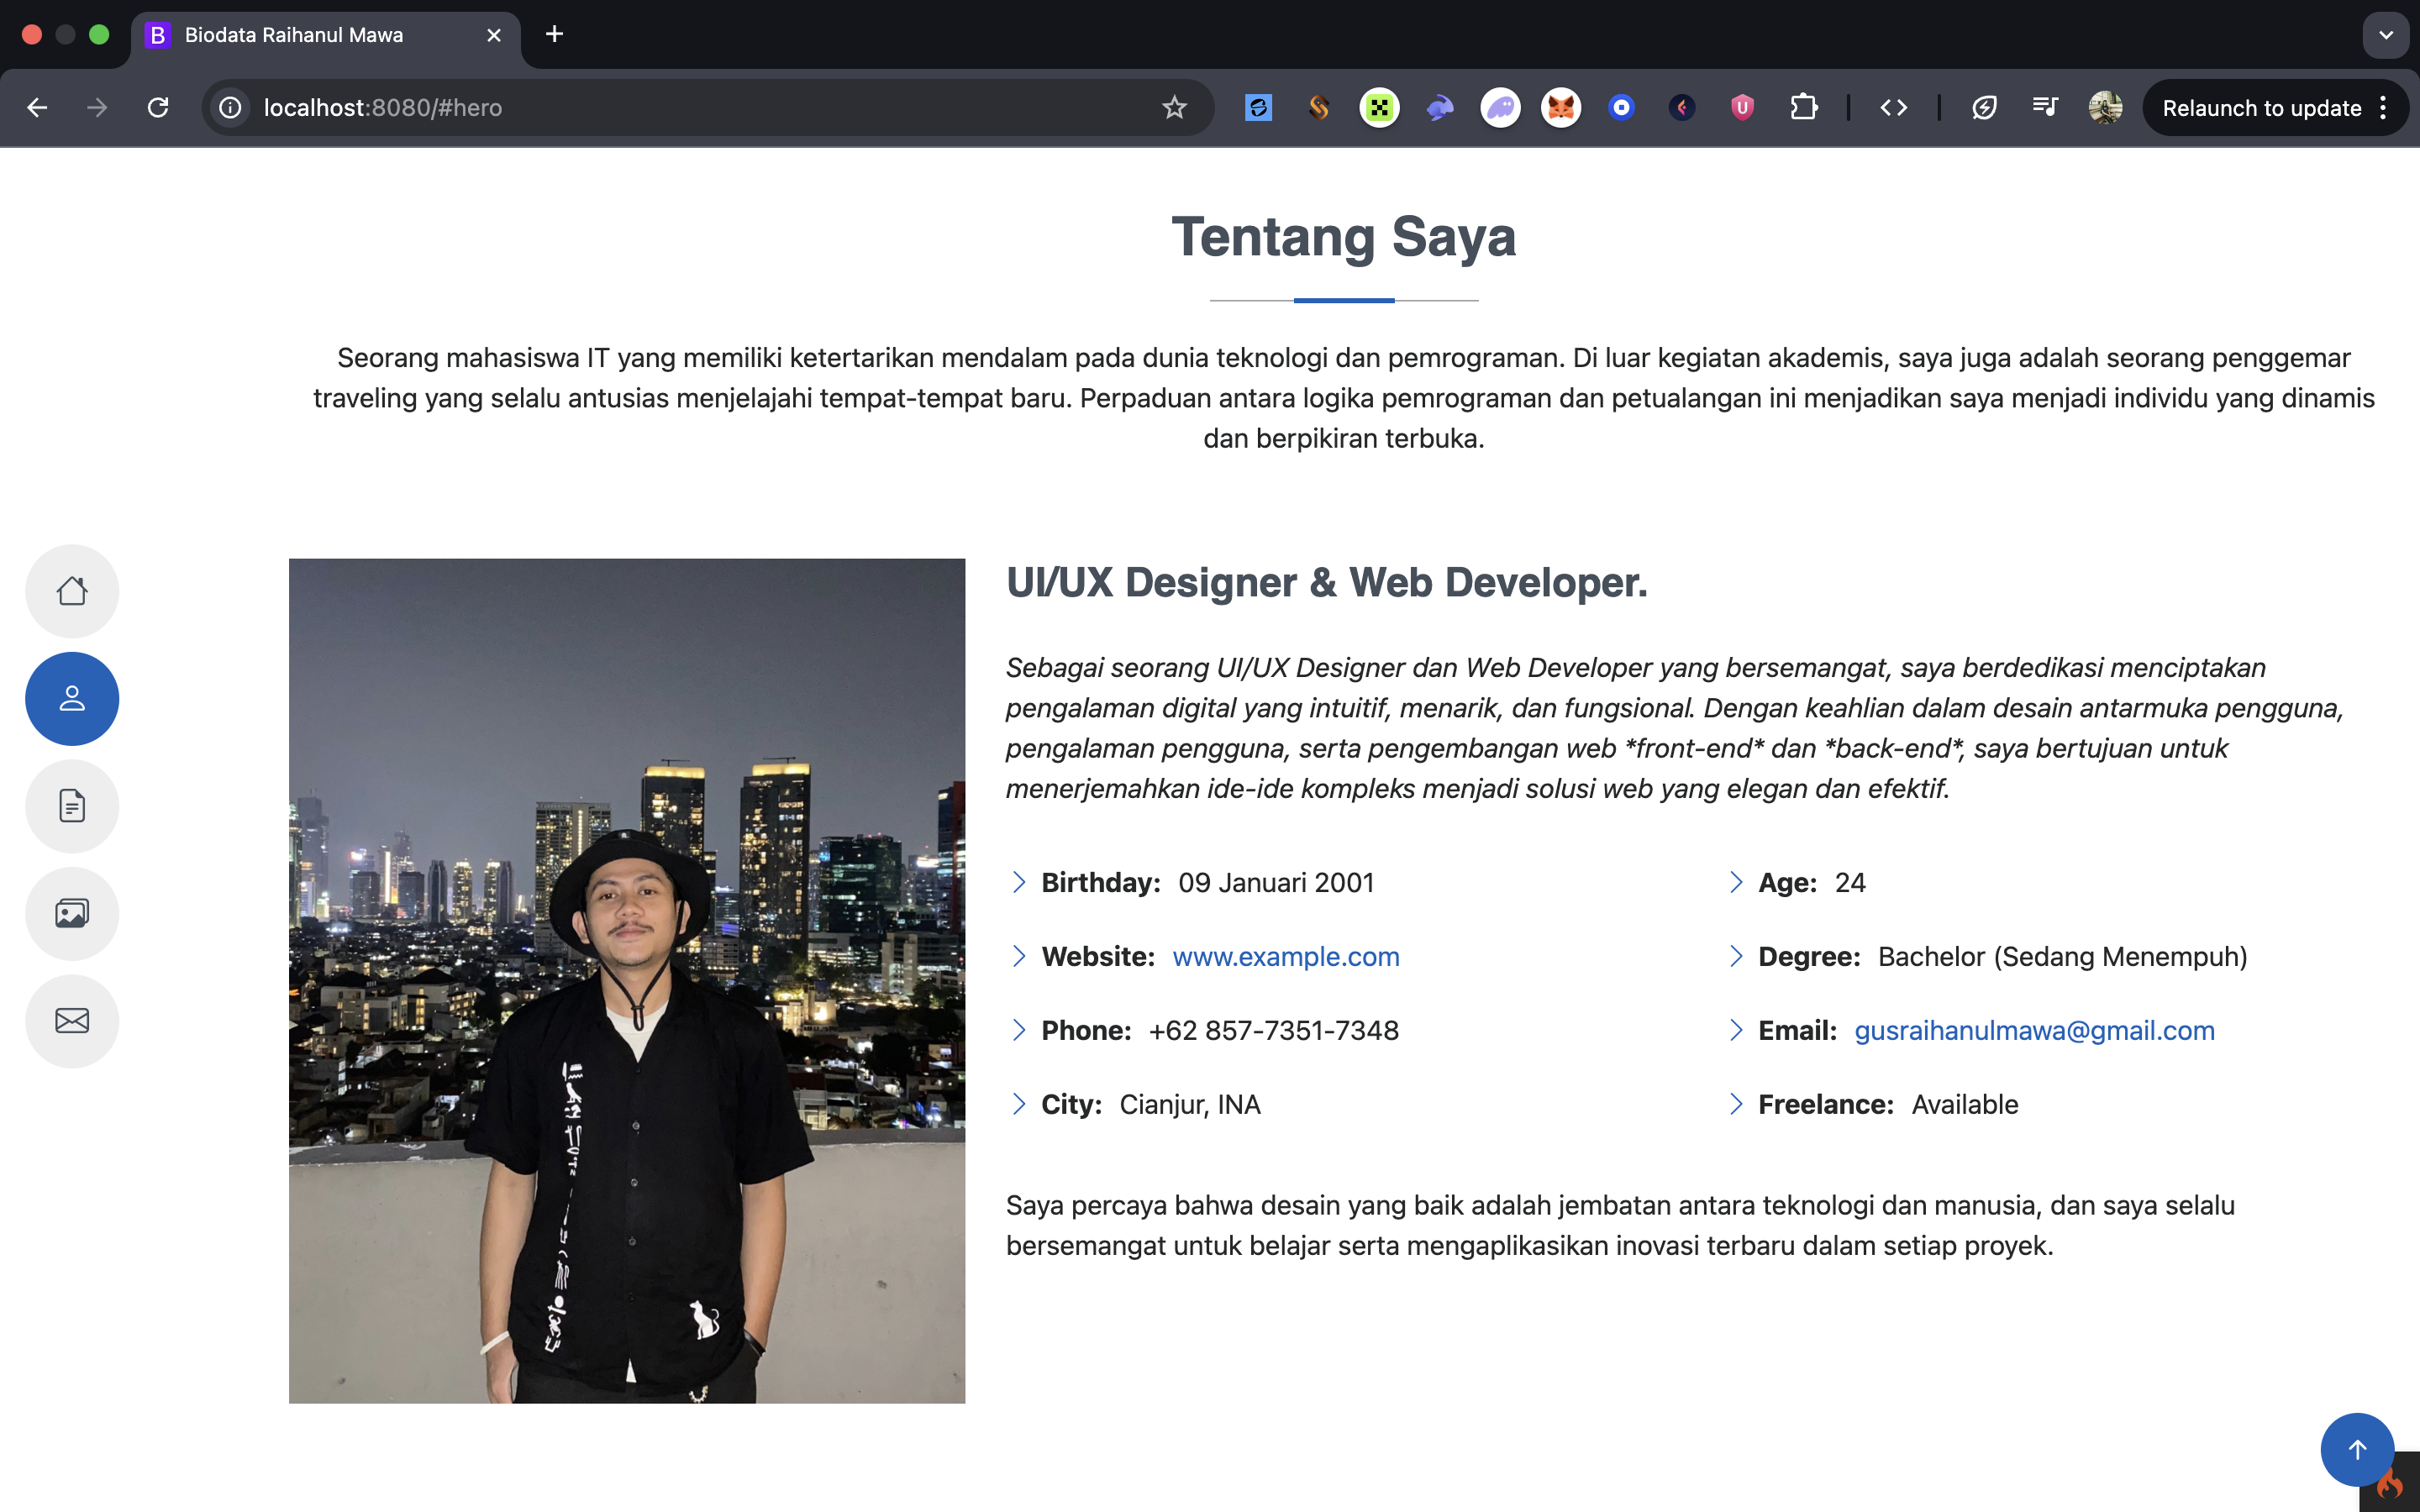 Biodata Raihanul Mawa
localhost:8080/#hero
Relaunch to update
Tentang Saya
Seorang mahasiswa IT yang memiliki ketertarikan mendalam pada dunia teknologi dan pemrograman. Di luar kegiatan akademis, saya juga adalah seorang penggemar
traveling yang selalu antusias menjelajahi tempat-tempat baru. Perpaduan antara logika pemrograman dan petualangan ini menjadikan saya menjadi individu yang dinamis
dan berpikiran terbuka.
UI/UX Designer & Web Developer.
Sebagai seorang UI/UX Designer dan Web Developer yang bersemangat, saya berdedikasi menciptakan
pengalaman digital yang intuitif, menarik, dan fungsional. Dengan keahlian dalam desain antarmuka pengguna,
pengalaman pengguna, serta pengembangan web *front-end* dan *back-end*, saya bertujuan untuk
menerjemahkan ide-ide kompleks menjadi solusi web yang elegan dan efektif.
Birthday: 09 Januari 2001
Age: 24
Website: www.example.com
Degree: Bachelor (Sedang Menempuh)
Phone: +62 857-7351-7348
Email: gusraihanulmawa@gmail.com
City: Cianjur, INA
Freelance: Available
Saya percaya bahwa desain yang baik adalah jembatan antara teknologi dan manusia, dan saya selalu
bersemangat untuk belajar serta mengaplikasikan inovasi terbaru dalam setiap proyek.